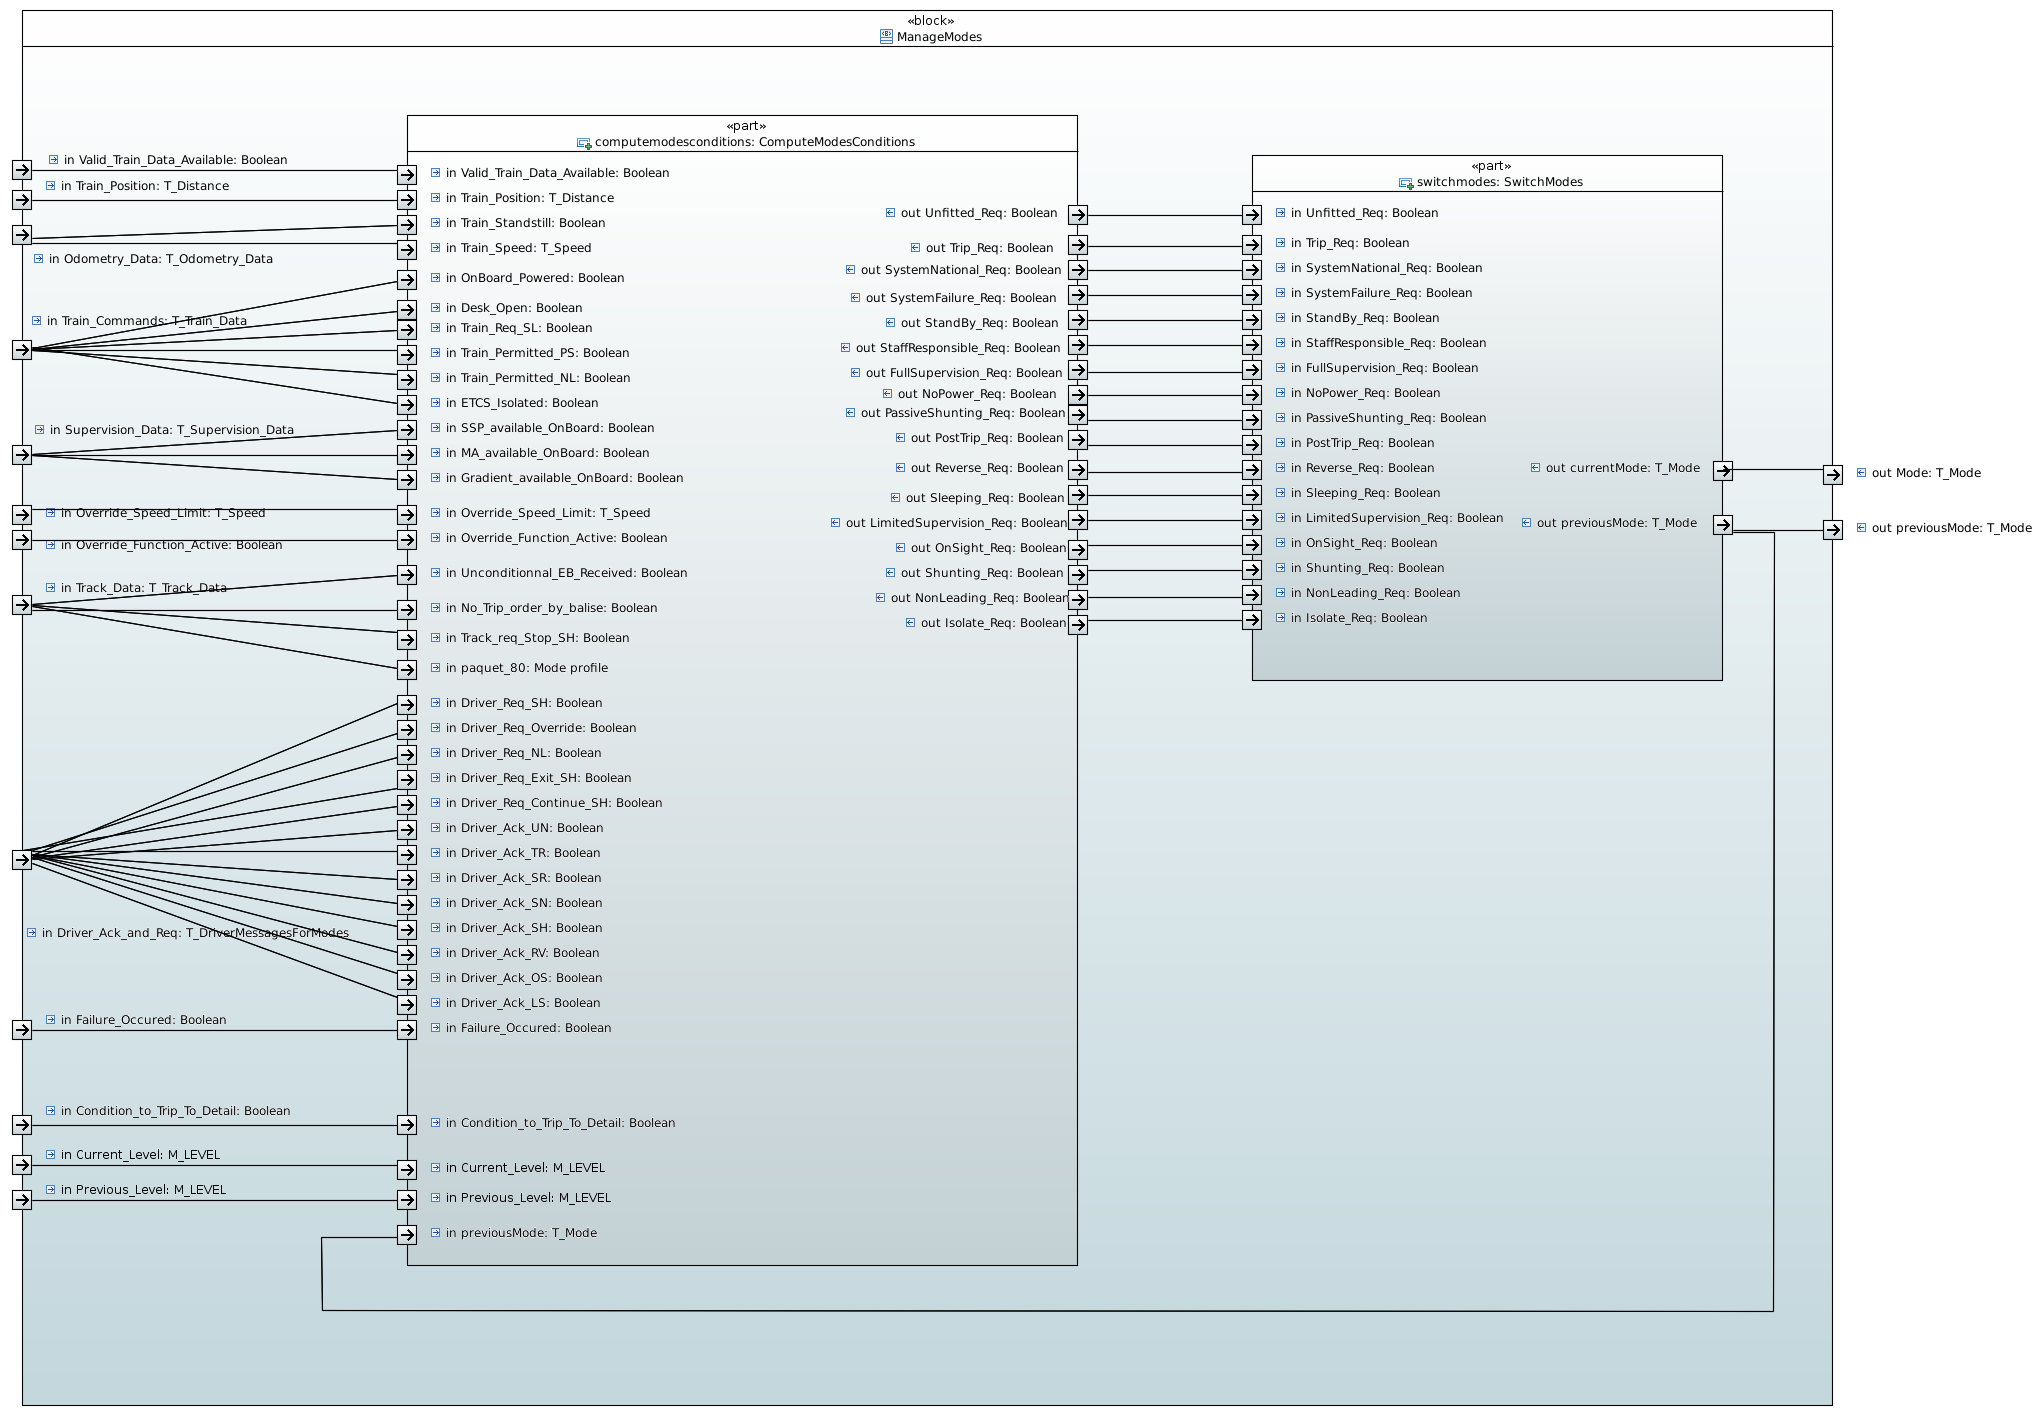 «block»
ManageModes
in Valid_Train_Data_Available: Boolean
in Train_Position: T_Distance
in Odometry_Data: T_Odometry_Data
in Train_Commands: T_Train_Data
in Supervision_Data: T_Supervision_Data
in Override_Speed_Limit: T_Speed
in Override_Function_Active: Boolean
in Track_Data: T_Track_Data
in Driver_Ack_and_Req: T_DriverMessagesForModes
in Failure_Occured: Boolean
in Condition_to_Trip_To_Detail: Boolean
in Current_Level: M_LEVEL
in Previous_Level: M_LEVEL
«part»
computemodesconditions: ComputeModesConditions
in Valid_Train_Data_Available: Boolean
in Train_Position: T_Distance
in Train_Standstill: Boolean
in Train_Speed: T_Speed
in OnBoard_Powered: Boolean
in Desk_Open: Boolean
in Train_Req_SL: Boolean
in Train_Permitted_PS: Boolean
in Train_Permitted_NL: Boolean
in ETCS_Isolated: Boolean
in SSP_available_OnBoard: Boolean
in MA_available_OnBoard: Boolean
in Gradient_available_OnBoard: Boolean
in Override_Speed_Limit: T_Speed
in Override_Function_Active: Boolean
in Unconditionnal_EB_Received: Boolean
in No_Trip_order_by_balise: Boolean
in Track_req_Stop_SH: Boolean
in paquet_80: Mode profile
in Driver_Req_SH: Boolean
in Driver_Req_Override: Boolean
in Driver_Req_NL: Boolean
in Driver_Req_Exit_SH: Boolean
in Driver_Req_Continue_SH: Boolean
in Driver_Ack_UN: Boolean
in Driver_Ack_TR: Boolean
in Driver_Ack_SR: Boolean
in Driver_Ack_SN: Boolean
in Driver_Ack_SH: Boolean
in Driver_Ack_RV: Boolean
in Driver_Ack_OS: Boolean
in Driver_Ack_LS: Boolean
in Failure_Occured: Boolean
in Condition_to_Trip_To_Detail: Boolean
in Current_Level: M_LEVEL
in Previous_Level: M_LEVEL
in previousMode: T_Mode
out Unfitted_Req: Boolean
out Trip_Req: Boolean
out SystemNational_Req: Boolean
out SystemFailure_Req: Boolean
out StandBy_Req: Boolean
out StaffResponsible_Req: Boolean
out FullSupervision_Req: Boolean
out NoPower_Req: Boolean
out PassiveShunting_Req: Boolean
out PostTrip_Req: Boolean
out Reverse_Req: Boolean
out Sleeping_Req: Boolean
out LimitedSupervision_Req: Boolean
out OnSight_Req: Boolean
out Shunting_Req: Boolean
out NonLeading_Req: Boolean
out Isolate_Req: Boolean
«part»
switchmodes: SwitchModes
in Unfitted_Req: Boolean
in Trip_Req: Boolean
in SystemNational_Req: Boolean
in SystemFailure_Req: Boolean
in StandBy_Req: Boolean
in StaffResponsible_Req: Boolean
in FullSupervision_Req: Boolean
in NoPower_Req: Boolean
in PassiveShunting_Req: Boolean
in PostTrip_Req: Boolean
in Reverse_Req: Boolean
in Sleeping_Req: Boolean
in LimitedSupervision_Req: Boolean
in OnSight_Req: Boolean
in Shunting_Req: Boolean
in NonLeading_Req: Boolean
in Isolate_Req: Boolean
out currentMode: T_Mode
out previousMode: T_Mode
out Mode: T_Mode
out previousMode: T_Mode